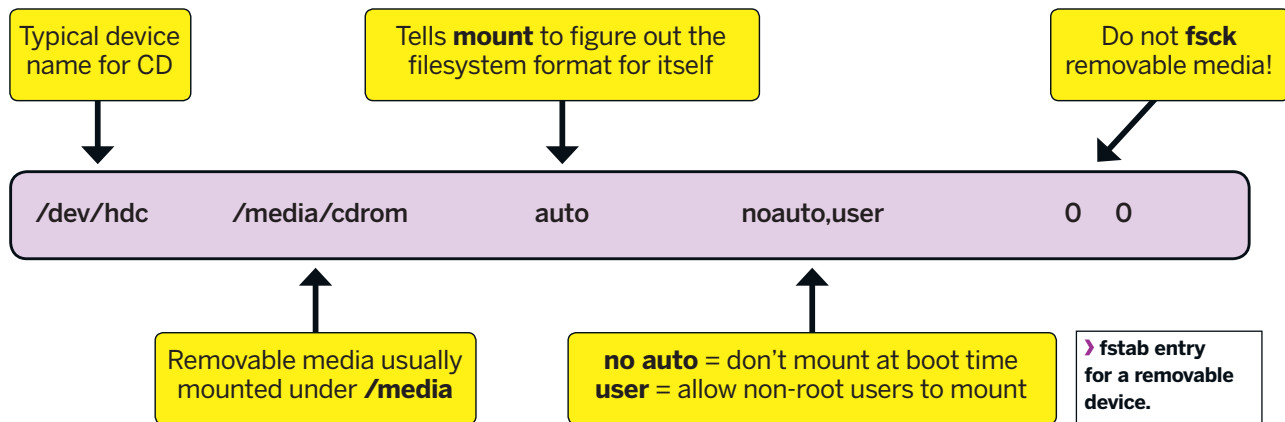 Typical device
name for CD
Tells mount to figure out the
filesystem format for itself
Do not fsck
removable media!
/dev/hdc /media/cdrom auto noauto,user 0 0
Removable media usually
mounted under /media
no auto = don't mount at boot time
user = allow non-root users to mount
❯ fstab entry
for a removable
device.